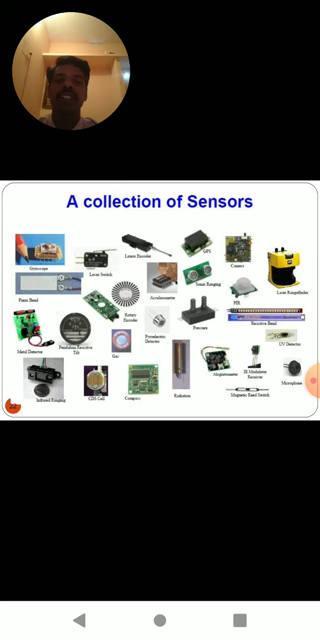 A collection of Sensors
Gyroscope
Lever Switch
Linear Encoder
GPS
Camera
Laser Rangefinder
Piezo Bend
Rotary
Encoder
Accelerometer
Sonar Ranging
PIR
Resistive Bend
Metal Detector
Pendulum Resistive
Tilt
Gas
Pyroelectric
Detector
Pressure
UV Detector
Infrared Ranging
CDS Cell
Compass
Radiation
Magnetometer
IR Modulator
Receiver
Microphone
Magnetic Reed Switch
22